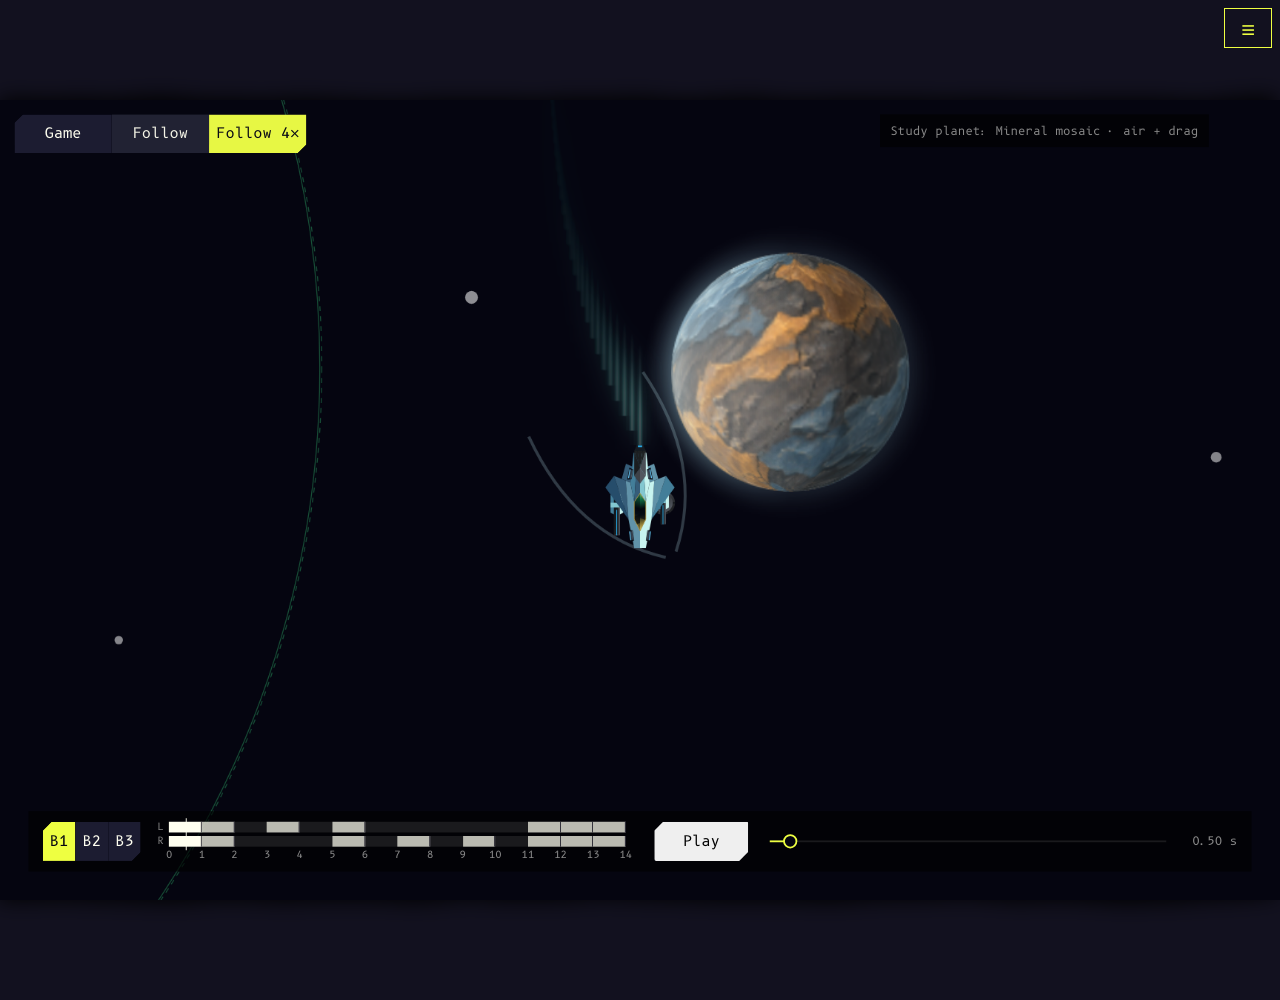 Game Follow Follow 4×
Study planet: Mineral mosaic · air + drag
B1 B2 B3
L
R
0 1 2 3 4 5 6 7 8 9 10 11 12 13 14
Play
0.50 s